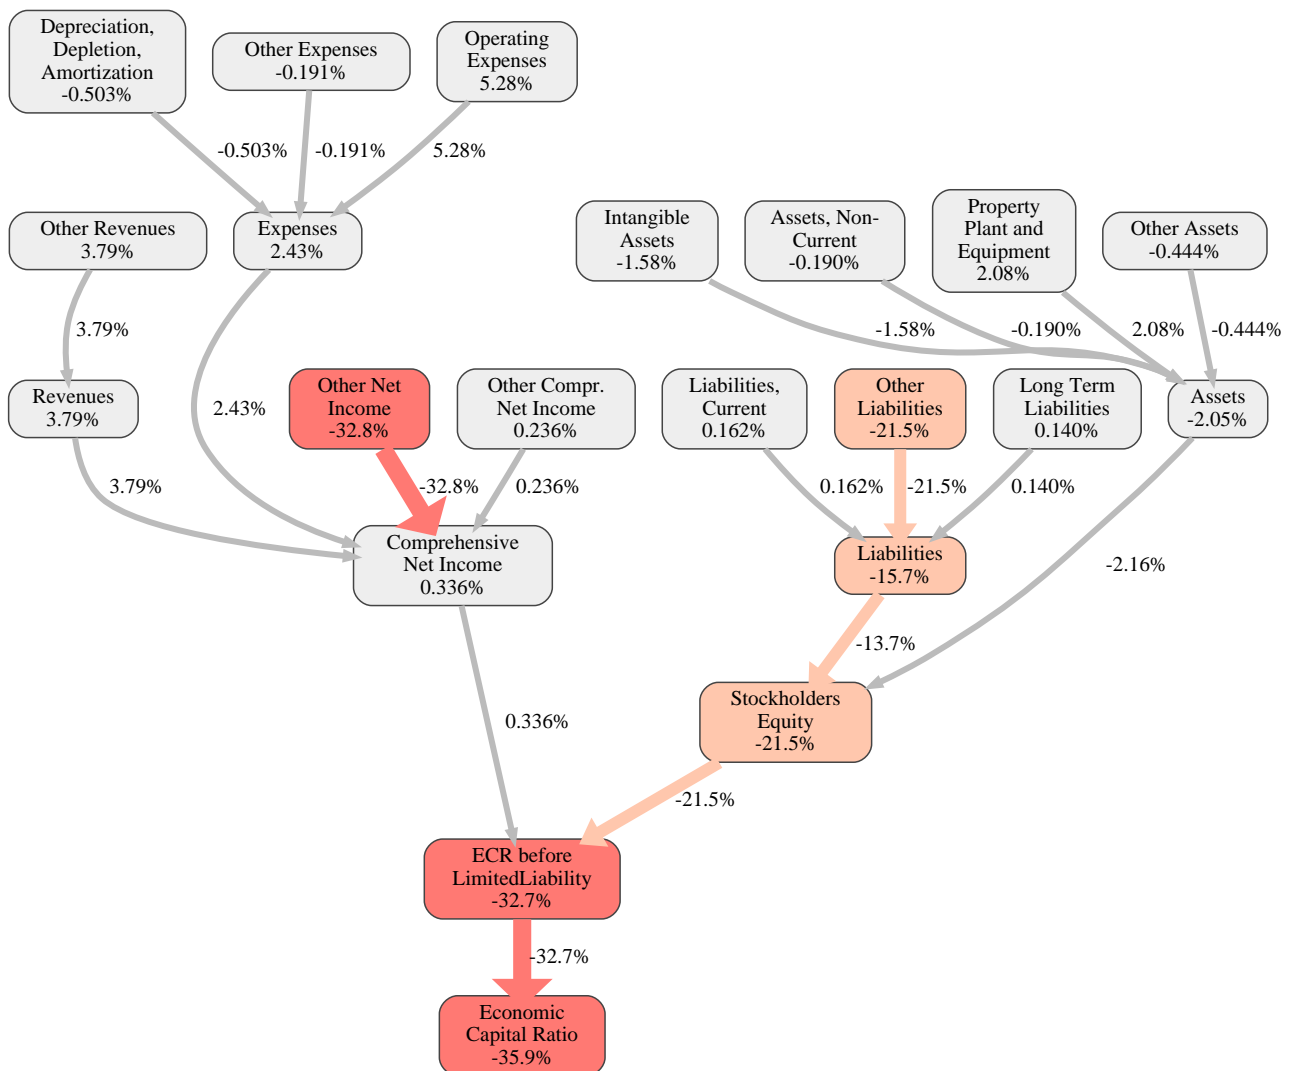 Depreciation,
Depletion,
Amortization
-0.503%
Other Expenses
-0.191%
Operating
Expenses
5.28%
-0.503%
-0.191%
5.28%
Other Revenues
3.79%
Expenses
2.43%
Intangible
Assets
-1.58%
Assets, Non-
Current
-0.190%
Property
Plant and
Equipment
2.08%
Other Assets
-0.444%
3.79%
-1.58%
-0.190%
2.08%
-0.444%
Revenues
3.79%
2.43%
Other Net
Income
-32.8%
Other Compr.
Net Income
0.236%
Liabilities,
Current
0.162%
Other
Liabilities
-21.5%
Long Term
Liabilities
0.140%
Assets
-2.05%
3.79%
-32.8%
0.236%
0.162%
-21.5%
0.140%
Comprehensive
Net Income
0.336%
Liabilities
-15.7%
-2.16%
-13.7%
0.336%
Stockholders
Equity
-21.5%
-21.5%
ECR before
LimitedLiability
-32.7%
-32.7%
Economic
Capital Ratio
-35.9%